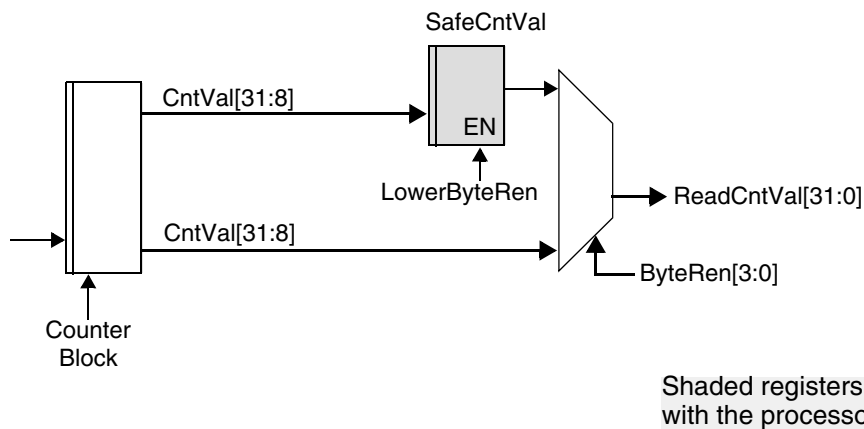 SafeCntVal
CntVal[31:8]
EN
LowerByteRen
ReadCntVal[31:0]
CntVal[31:8]
ByteRen[3:0]
Counter
Block
Shaded registers
with the processo